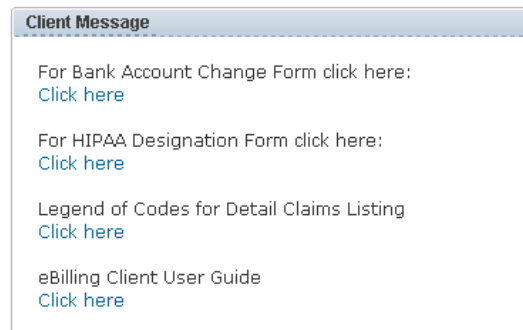 Client Message
For Bank Account Change Form click here:
Click here
For HIPAA Designation Form click here:
Click here
Legend of Codes for Detail Claims Listing
Click here
eBilling Client User Guide
Click here